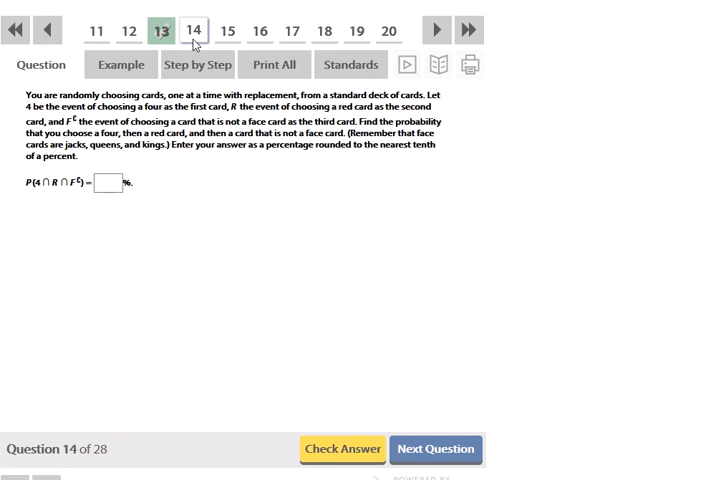 11 12 13 14 15 16 17 18 19 20
Question Example Step by Step Print All Standards
You are randomly choosing cards, one at a time with replacement, from a standard deck of cards. Let
4 be the event of choosing a four as the first card, R the event of choosing a red card as the second
card, and F^C the event of choosing a card that is not a face card as the third card. Find the probability
that you choose a four, then a red card, and then a card that is not a face card. (Remember that face
cards are jacks, queens, and kings.) Enter your answer as a percentage rounded to the nearest tenth
of a percent.
P(4 ∩ R ∩ F^C) = %.
Question 14 of 28 Check Answer Next Question
POWERED BY